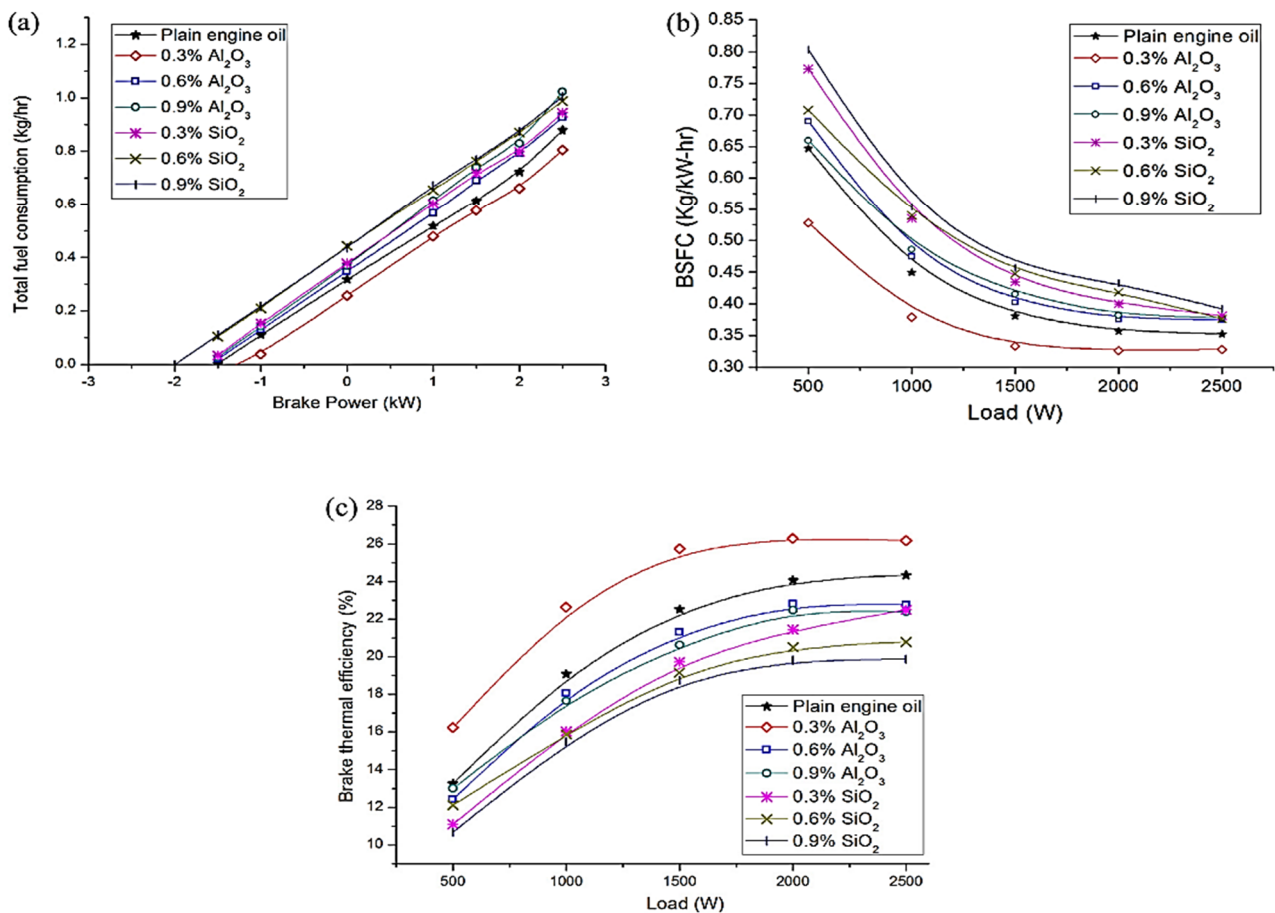 (a)
Plain engine oil
0.3% Al₂O₃
0.6% Al₂O₃
0.9% Al₂O₃
0.3% SiO₂
0.6% SiO₂
0.9% SiO₂
1.2
1.0
0.8
0.6
0.4
0.2
0.0
Total fuel consumption (kg/hr)
-3 -2 -1 0 1 2 3
Brake Power (kW)
(b)
Plain engine oil
0.3% Al₂O₃
0.6% Al₂O₃
0.9% Al₂O₃
0.3% SiO₂
0.6% SiO₂
0.9% SiO₂
0.85
0.80
0.75
0.70
0.65
0.60
0.55
0.50
0.45
0.40
0.35
0.30
BSFC (Kg/kW-hr)
500 1000 1500 2000 2500
Load (W)
(c)
28
26
24
22
20
18
16
14
12
10
Brake thermal efficiency (%)
Plain engine oil
0.3% Al₂O₃
0.6% Al₂O₃
0.9% Al₂O₃
0.3% SiO₂
0.6% SiO₂
0.9% SiO₂
500 1000 1500 2000 2500
Load (W)